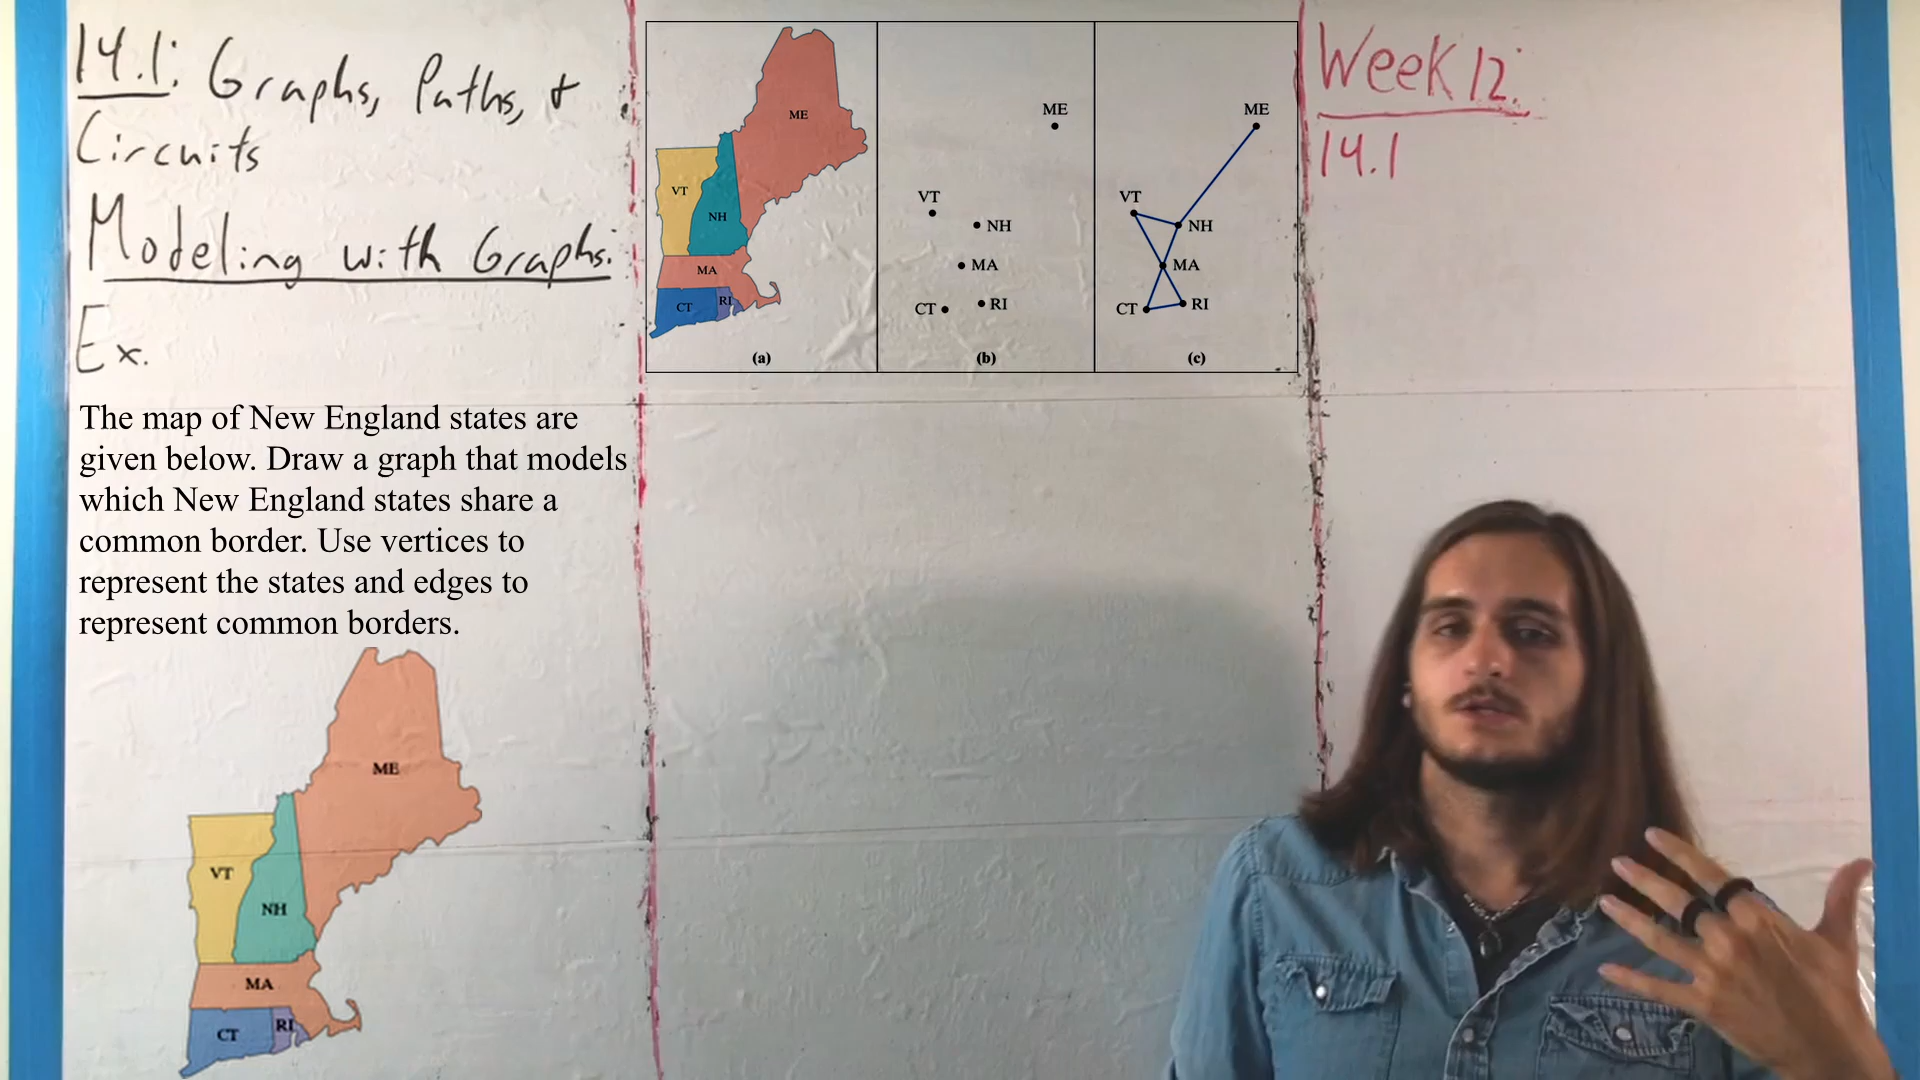 14.1: Graphs, Paths, +
Circuits
Modeling with Graphs:
Ex.
The map of New England states are
given below. Draw a graph that models
which New England states share a
common border. Use vertices to
represent the states and edges to
represent common borders.
ME
VT
NH
MA
CT RI
ME
VT
NH
MA
CT RI
(a)
ME
VT
NH
MA
CT RI
(b)
ME
VT
NH
MA
CT RI
(c)
Week 12:
14.1